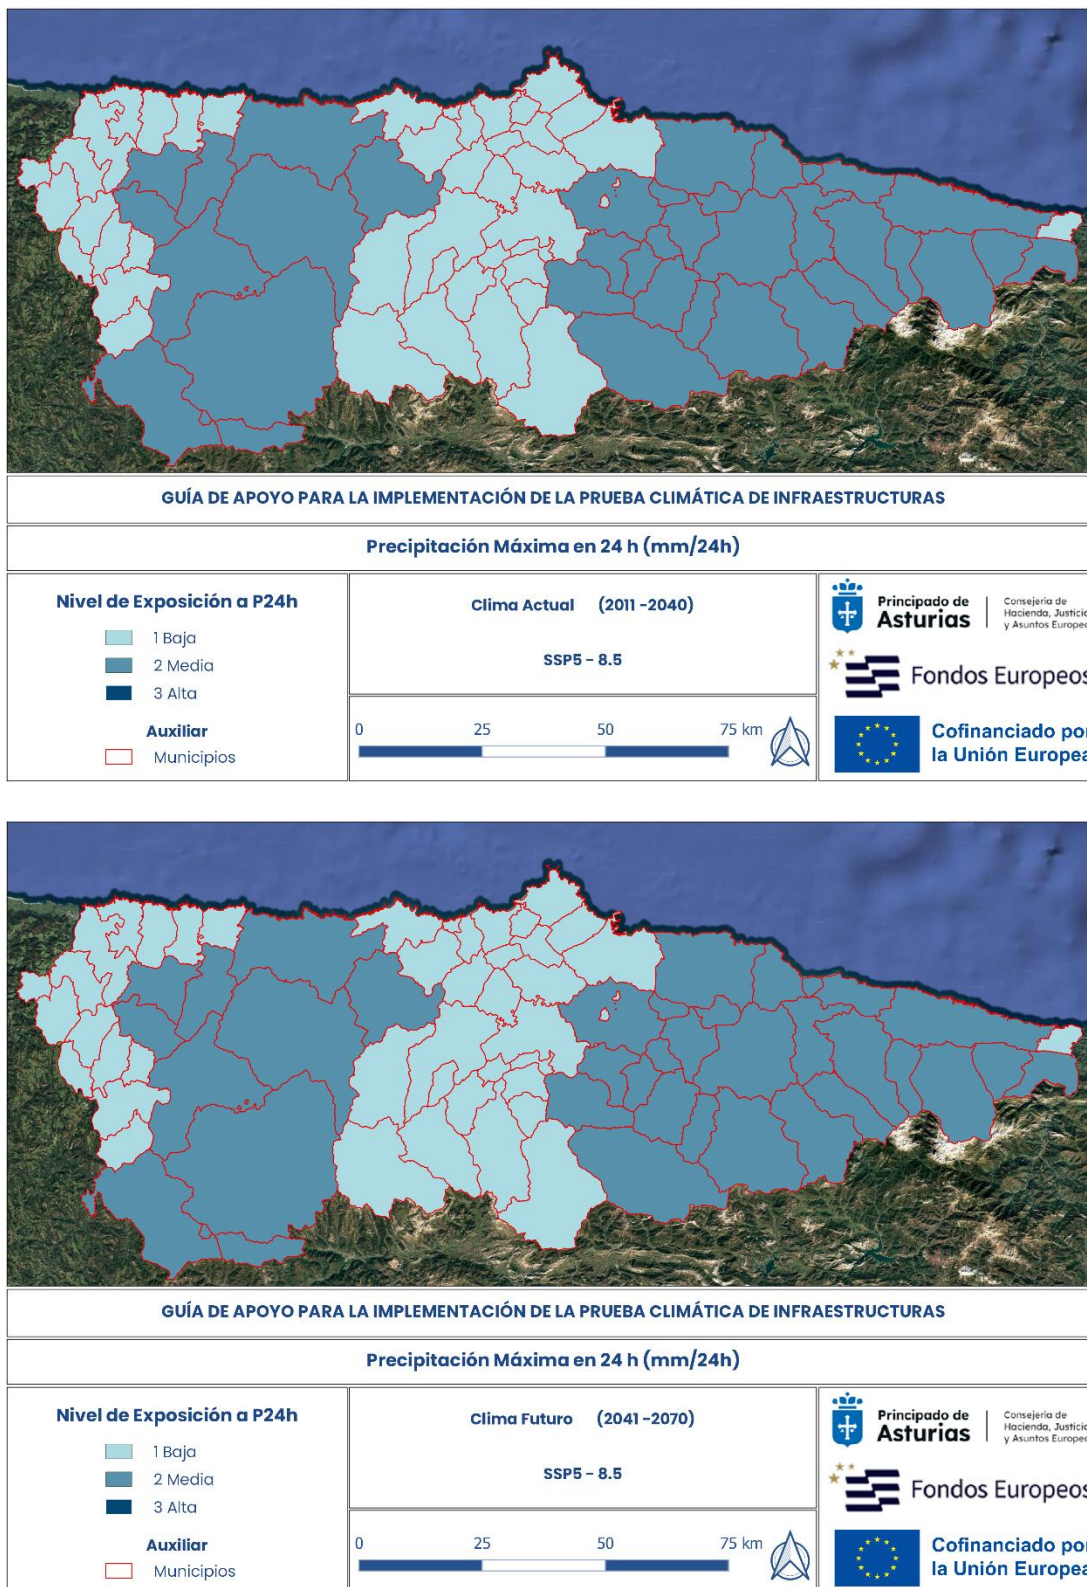 GUÍA DE APOYO PARA LA IMPLEMENTACIÓN DE LA PRUEBA CLIMÁTICA DE INFRAESTRUCTURAS
Precipitación Máxima en 24 h (mm/24h)
Nivel de Exposición a P24h
1 Baja
2 Media
3 Alta
Auxiliar
Municipios
Clima Actual (2011 -2040)
SSP5 - 8.5
0 25 50 75 km
Principado de
Asturias
Consejería de
Hacienda, Justicia
y Asuntos Europeo
Fondos Europeos
Cofinanciado por
la Unión Europea
GUÍA DE APOYO PARA LA IMPLEMENTACIÓN DE LA PRUEBA CLIMÁTICA DE INFRAESTRUCTURAS
Precipitación Máxima en 24 h (mm/24h)
Nivel de Exposición a P24h
1 Baja
2 Media
3 Alta
Auxiliar
Municipios
Clima Futuro (2041 -2070)
SSP5 - 8.5
0 25 50 75 km
Principado de
Asturias
Consejería de
Hacienda, Justicia
y Asuntos Europeo
Fondos Europeos
Cofinanciado por
la Unión Europea